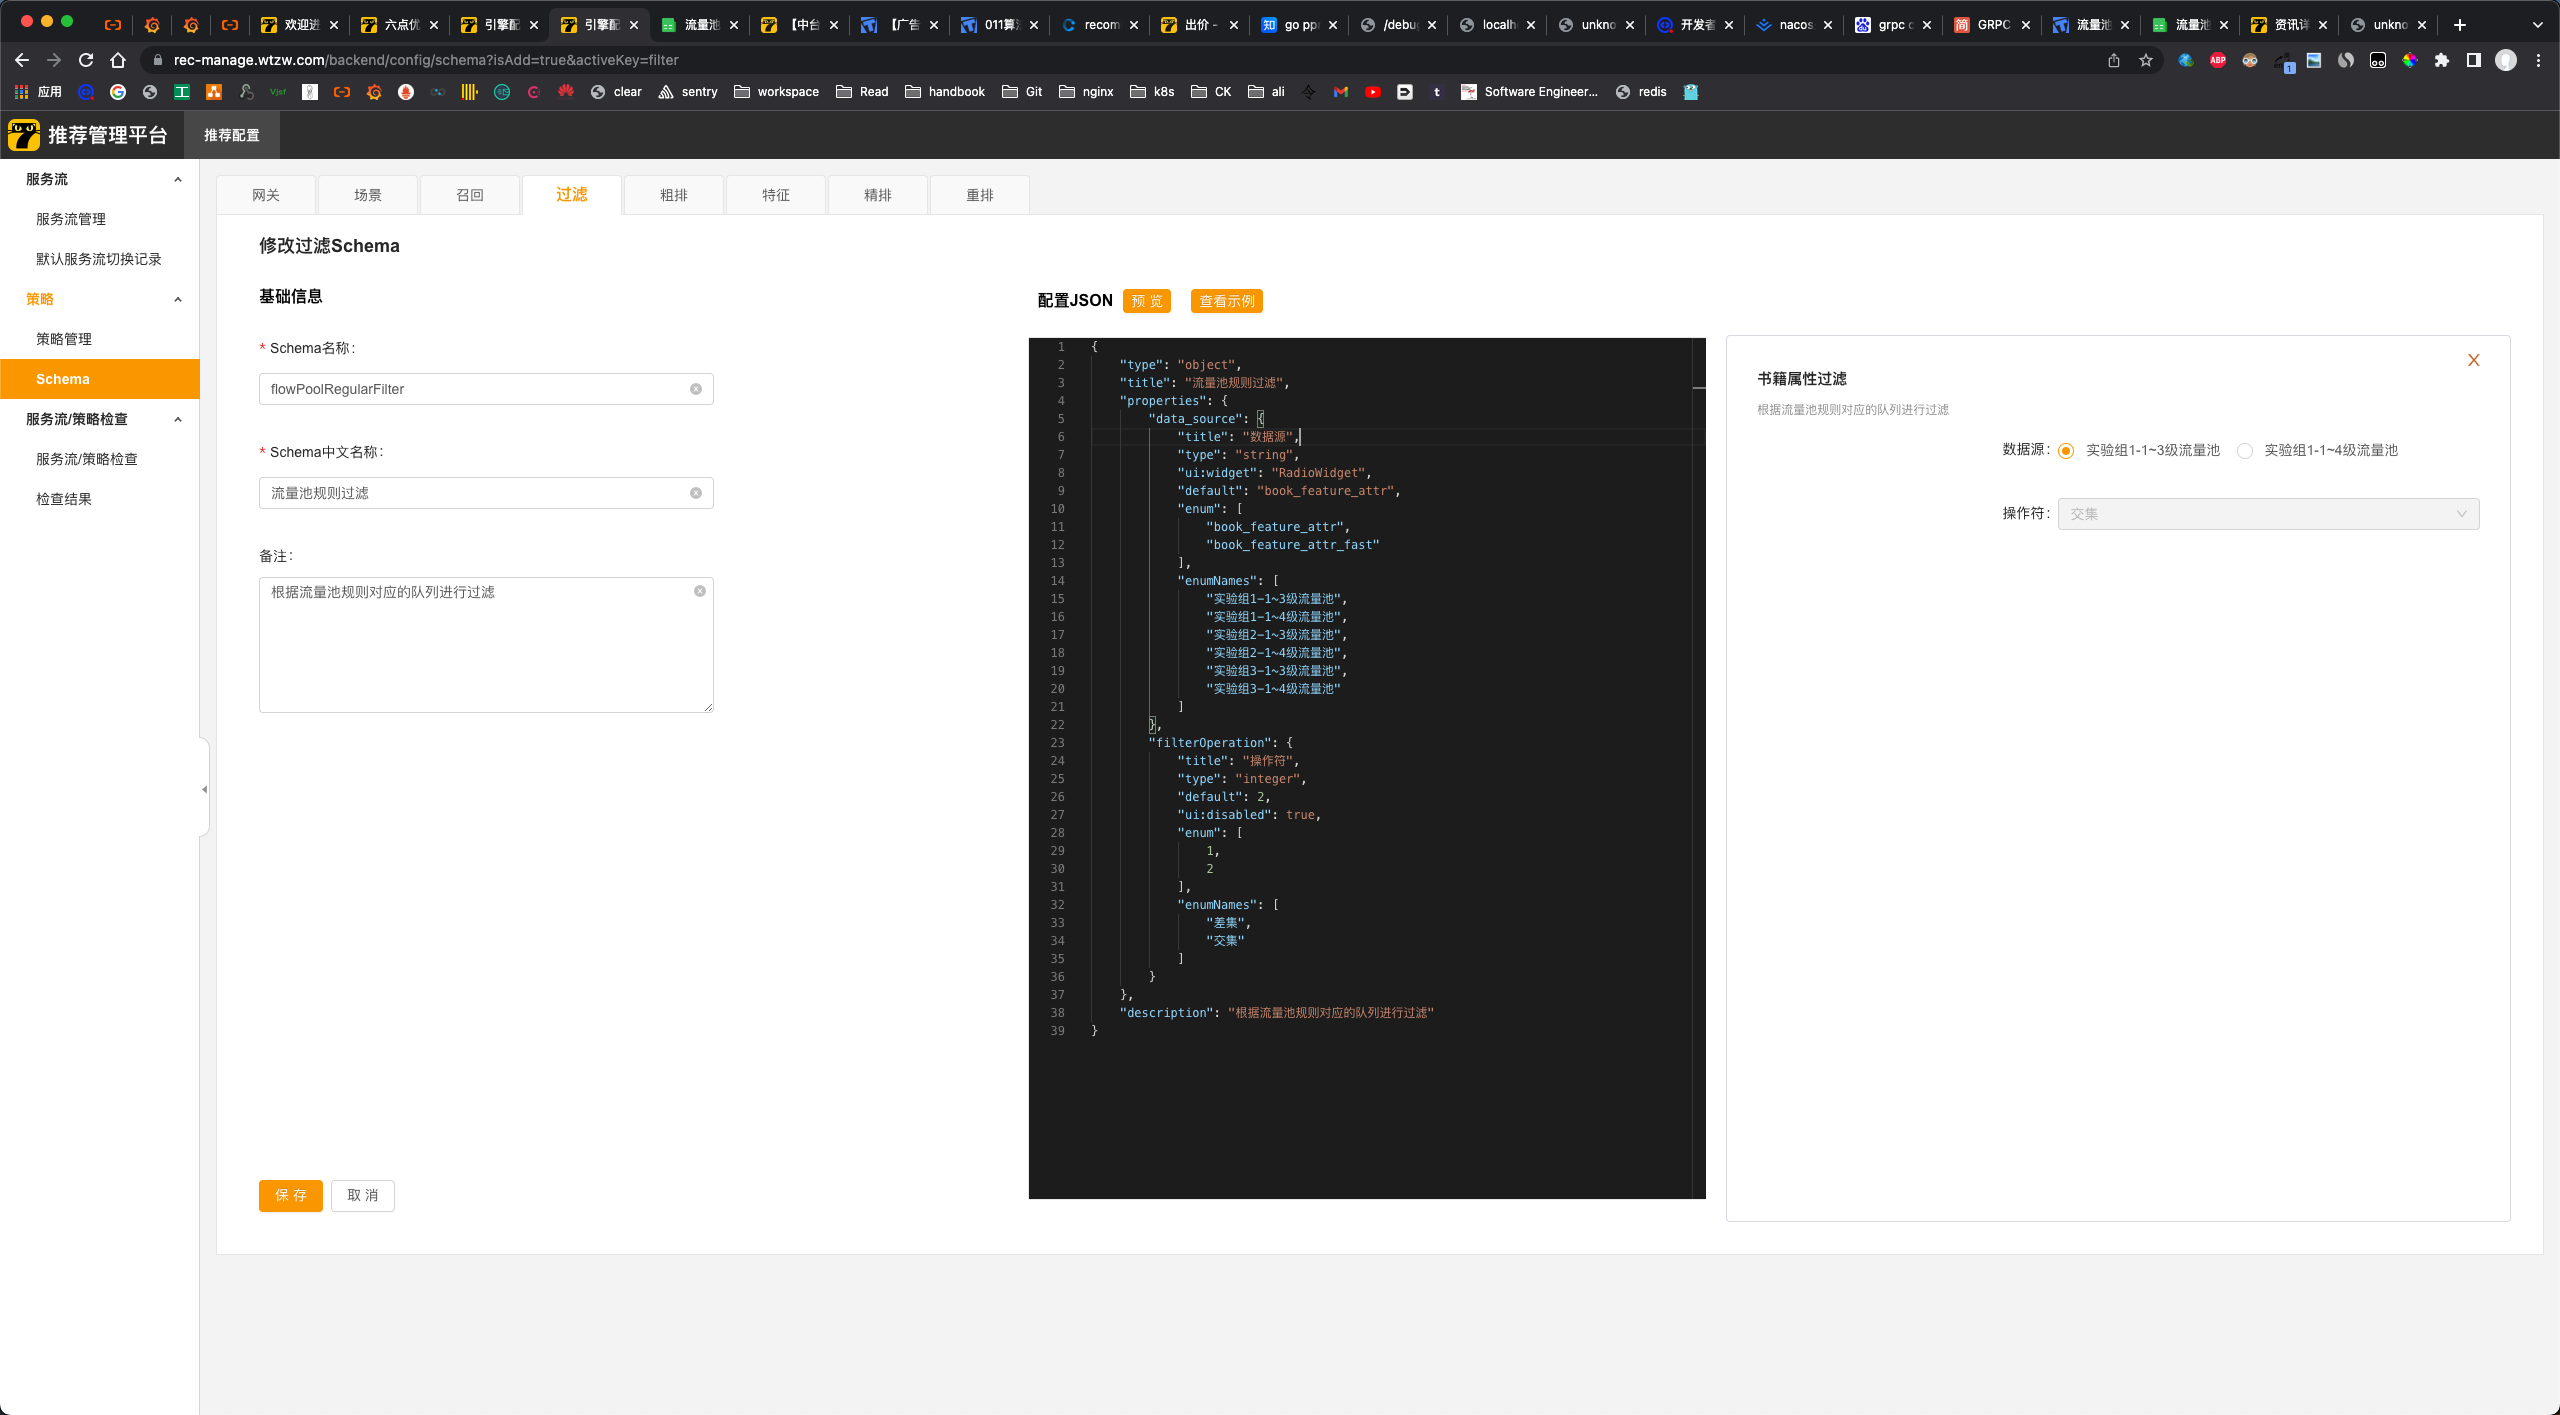 欢迎进
六点优
引擎配
引擎配
流量池
【中台
【广告
011算法
recom
出价 -
go ppr
/debug
localh
unkno
开发者
nacos
grpc c
GRPC
流量池
流量池
资讯详
unkno
rec-manage.wtzw.com/backend/config/schema?isAdd=true&activeKey=filter
应用
clear
sentry
workspace
Read
handbook
Git
nginx
k8s
CK
ali
Software Engineer...
redis
推荐管理平台
推荐配置
服务流
服务流管理
默认服务流切换记录
策略
策略管理
Schema
服务流/策略检查
服务流/策略检查
检查结果
网关
场景
召回
过滤
粗排
特征
精排
重排
修改过滤Schema
基础信息
* Schema名称:
flowPoolRegularFilter
* Schema中文名称:
流量池规则过滤
备注:
根据流量池规则对应的队列进行过滤
保 存
取 消
配置JSON
预 览
查看示例
1 {
2 "type": "object",
3 "title": "流量池规则过滤",
4 "properties": {
5 "data_source": {
6 "title": "数据源",
7 "type": "string",
8 "ui:widget": "RadioWidget",
9 "default": "book_feature_attr",
10 "enum": [
11 "book_feature_attr",
12 "book_feature_attr_fast"
13 ],
14 "enumNames": [
15 "实验组1-1~3级流量池",
16 "实验组1-1~4级流量池",
17 "实验组2-1~3级流量池",
18 "实验组2-1~4级流量池",
19 "实验组3-1~3级流量池",
20 "实验组3-1~4级流量池"
21 ]
22 },
23 "filterOperation": {
24 "title": "操作符",
25 "type": "integer",
26 "default": 2,
27 "ui:disabled": true,
28 "enum": [
29 1,
30 2
31 ],
32 "enumNames": [
33 "差集",
34 "交集"
35 ]
36 }
37 },
38 "description": "根据流量池规则对应的队列进行过滤"
39 }
书籍属性过滤
根据流量池规则对应的队列进行过滤
数据源: 实验组1-1~3级流量池 实验组1-1~4级流量池
操作符: 交集